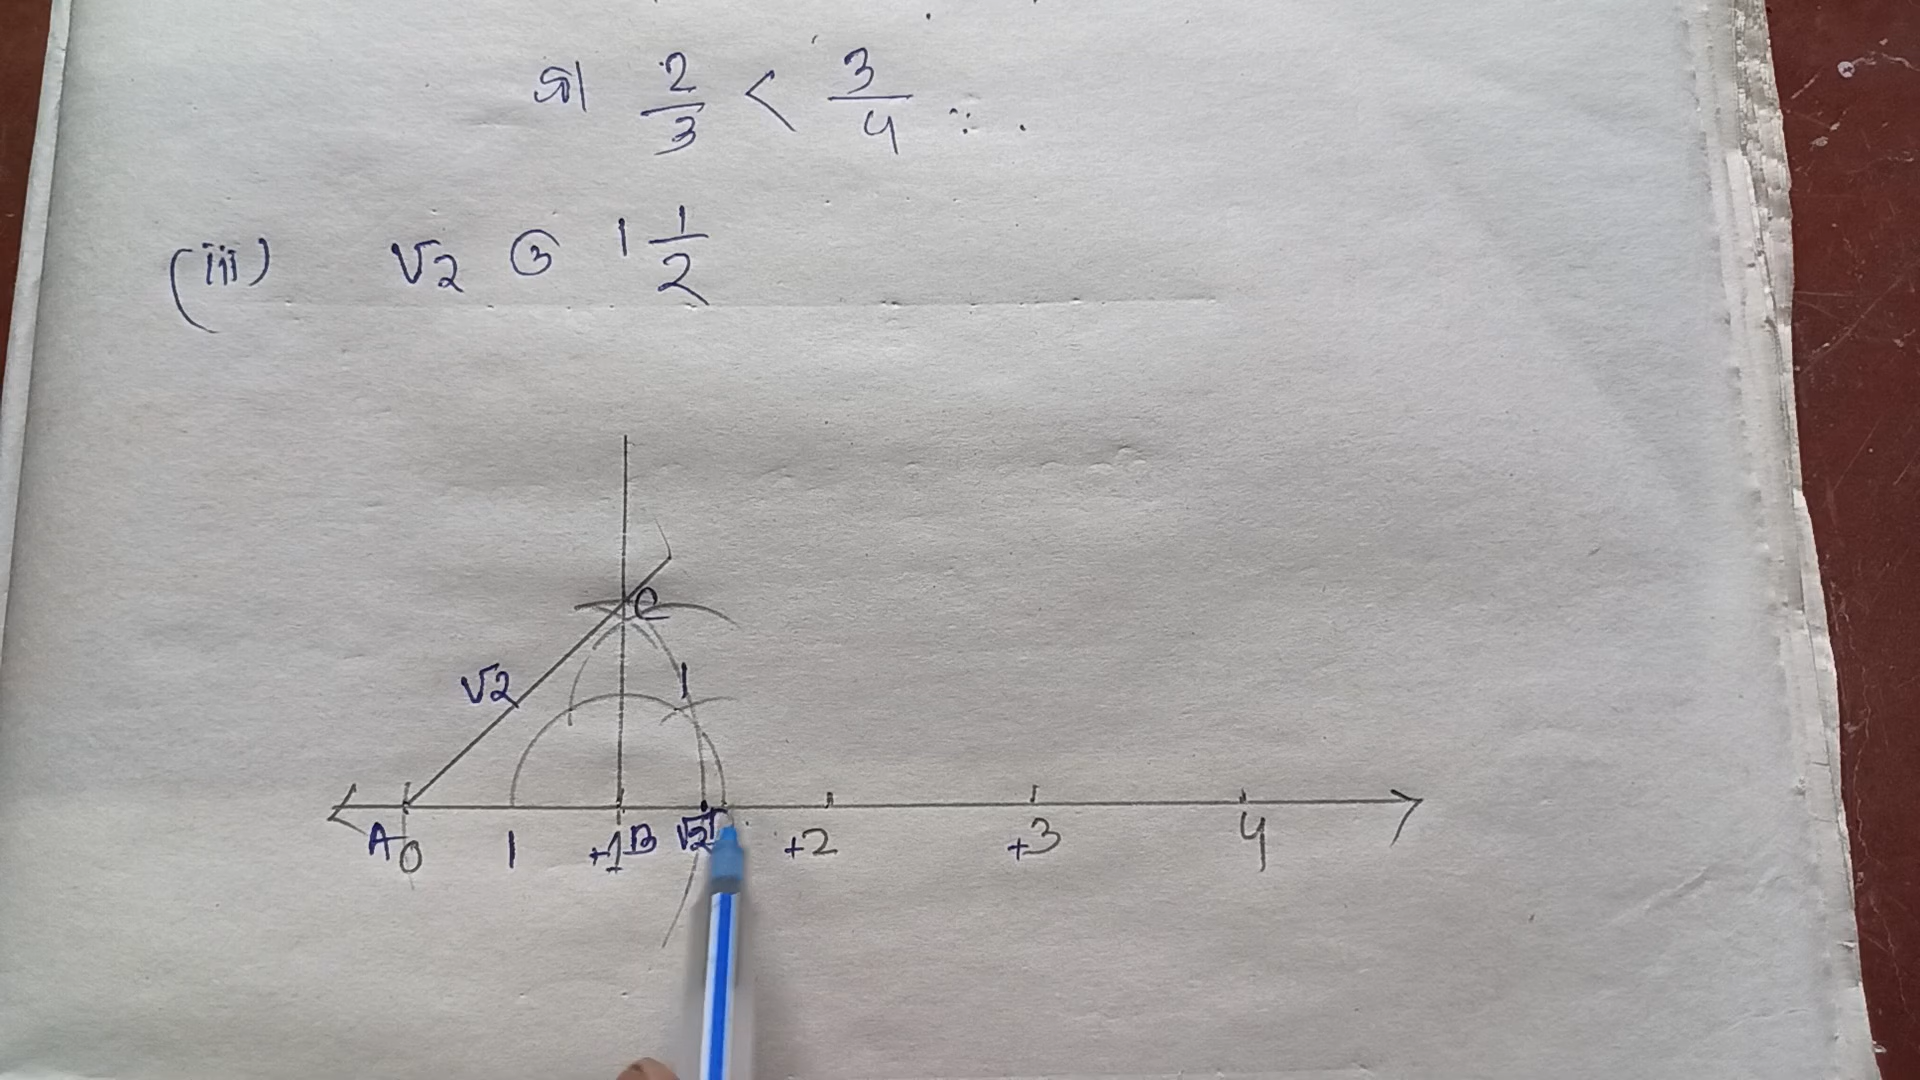 ବା 2/3 < 3/4
(iii) √2 ଓ 1 1/2
C
√2 1
A 0 1 +1 B √2 +2 +3 4